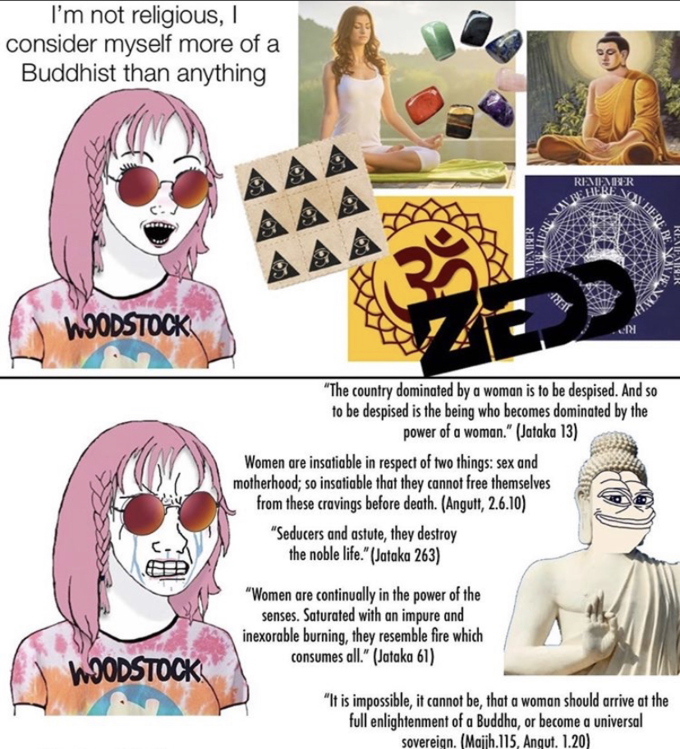 I'm not religious, I
consider myself more of a
Buddhist than anything
WOODSTOCK
REMEMBER
BE HERE NOW
ZEDD
"The country dominated by a woman is to be despised. And so
to be despised is the being who becomes dominated by the
power of a woman." (Jataka 13)
Women are insatiable in respect of two things: sex and
motherhood; so insatiable that they cannot free themselves
from these cravings before death. (Angutt, 2.6.10)
"Seducers and astute, they destroy
the noble life."(Jataka 263)
"Women are continually in the power of the
senses. Saturated with an impure and
inexorable burning, they resemble fire which
consumes all." (Jataka 61)
WOODSTOCK
"It is impossible, it cannot be, that a woman should arrive at the
full enlightenment of a Buddha, or become a universal
sovereign. (Majjh.115, Angut. 1.20)